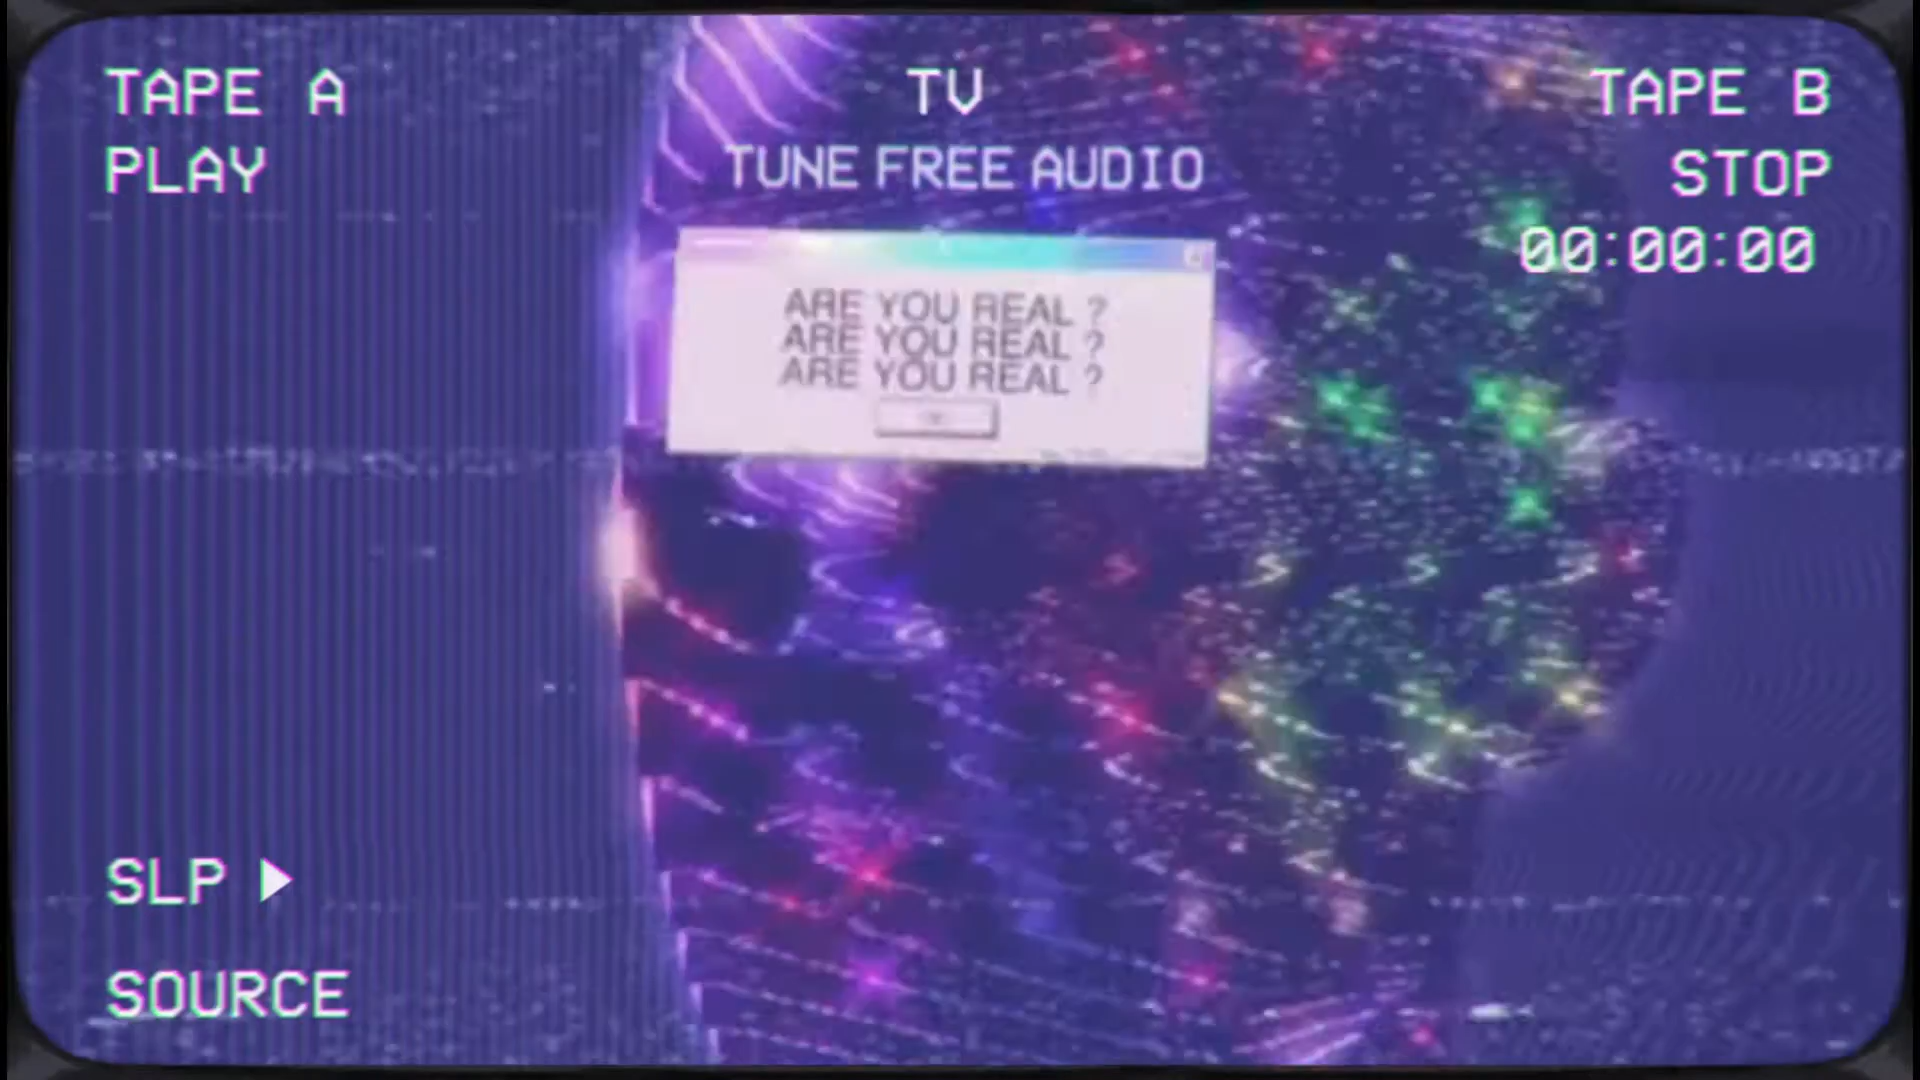 TAPE A
PLAY
TV
TUNE FREE AUDIO
TAPE B
STOP
00:00:00
ARE YOU REAL ?
ARE YOU REAL ?
ARE YOU REAL ?
SLP
SOURCE